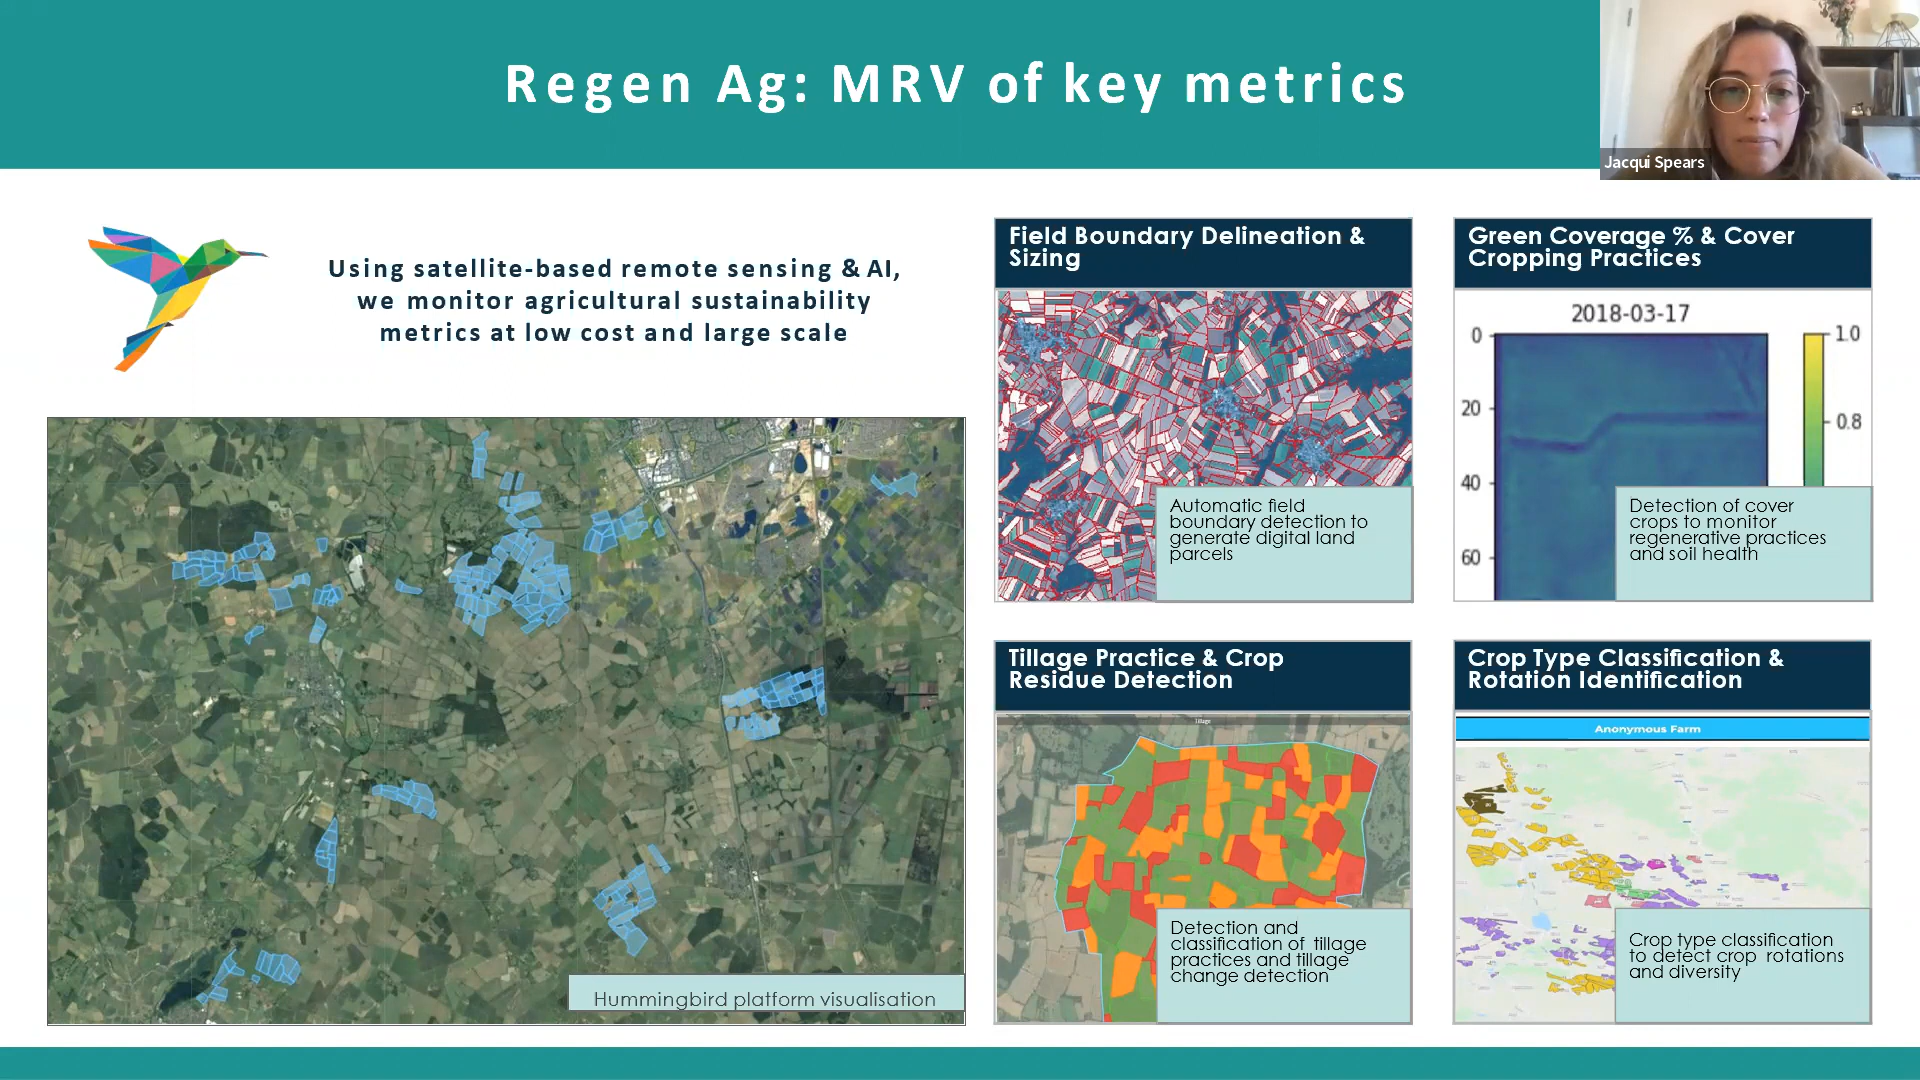 Regen Ag: MRV of key metrics
Jacqui Spears
Using satellite-based remote sensing & AI,
we monitor agricultural sustainability
metrics at low cost and large scale
Hummingbird platform visualisation
Field Boundary Delineation &
Sizing
Automatic field
boundary detection to
generate digital land
parcels
Green Coverage % & Cover
Cropping Practices
2018-03-17
0
20
40
60
1.0
0.8
Detection of cover
crops to monitor
regenerative practices
and soil health
Tillage Practice & Crop
Residue Detection
Tillage
Detection and
classification of tillage
practices and tillage
change detection
Crop Type Classification &
Rotation Identification
Anonymous Farm
Crop type classification
to detect crop rotations
and diversity